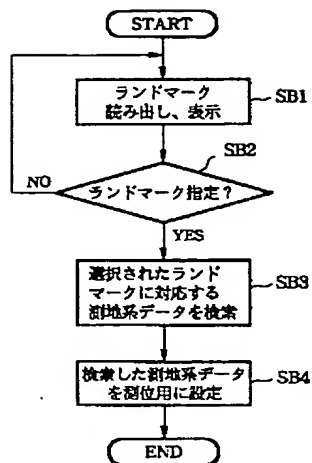 START
ランドマーク
読み出し、表示
SB1
SB2
ランドマーク指定？
NO
YES
選択されたランド
マークに対応する
測地系データを検索
SB3
検索した測地系データ
を測位用に設定
SB4
END